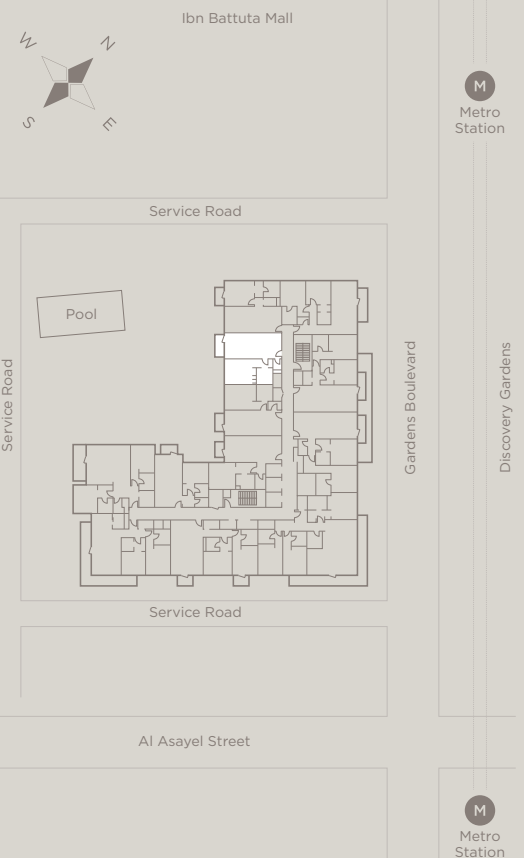 Ibn Battuta Mall
W
N
S
E
M
Metro
Station
Service Road
Pool
Service Road
Gardens Boulevard
Discovery Gardens
Service Road
Al Asayel Street
M
Metro
Station